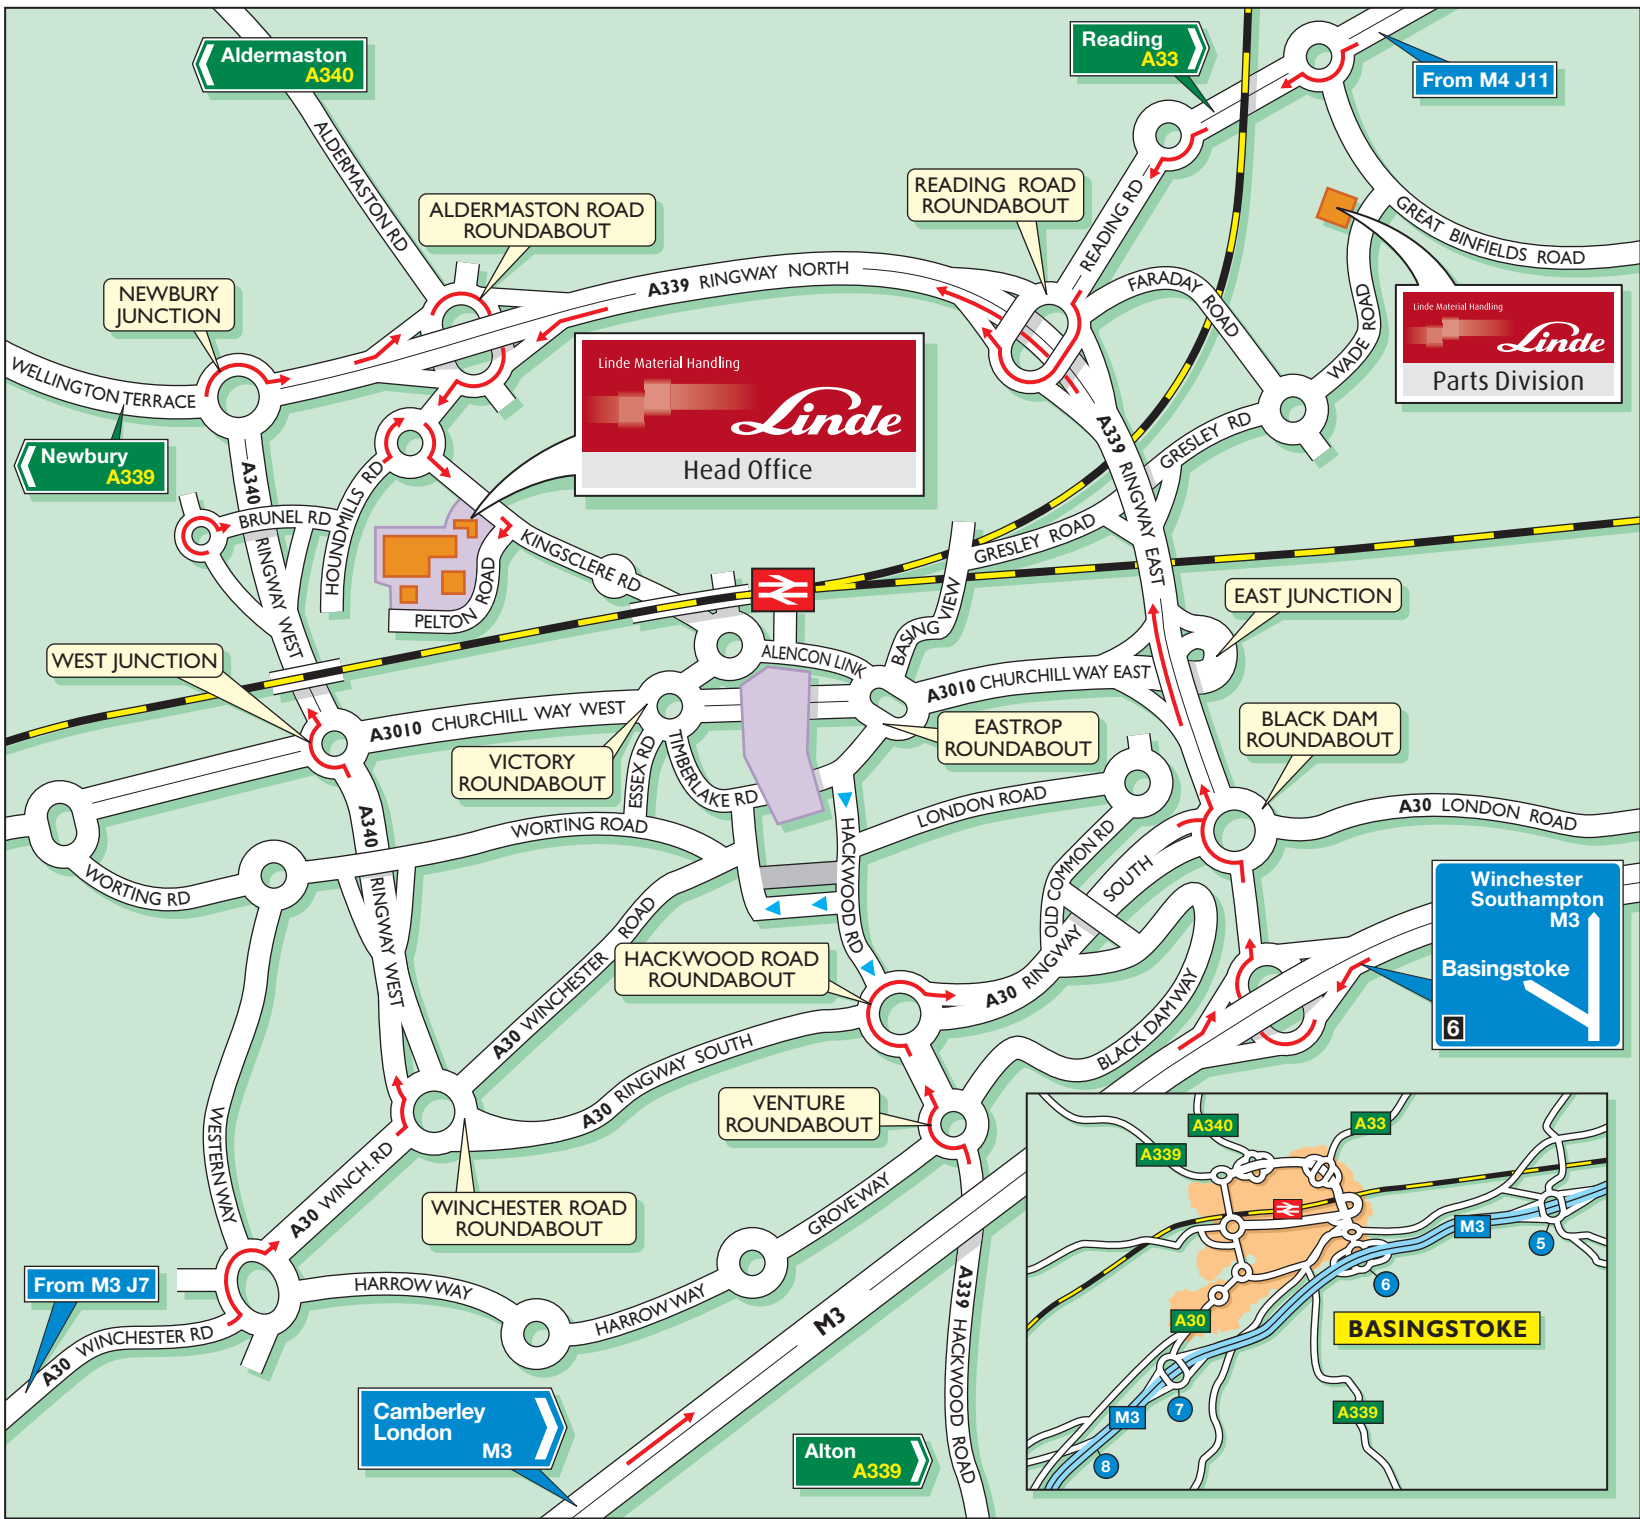 Aldermaston
A340
Reading
A33
From M4 J11
ALDERMASTON RD
ALDERMASTON ROAD
ROUNDABOUT
READING ROAD
ROUNDABOUT
READING RD
GREAT BINFIELDS ROAD
NEWBURY
JUNCTION
A339 RINGWAY NORTH
FARADAY ROAD
WADE ROAD
Linde Material Handling
Linde
Parts Division
WELLINGTON TERRACE
Linde Material Handling
Linde
Head Office
Newbury
A339
A340 RINGWAY WEST
BRUNEL RD
HOUNDMILLS RD
A339 RINGWAY EAST
GRESLEY RD
GRESLEY ROAD
KINGSCLERE RD
PELTON ROAD
BASING VIEW
EAST JUNCTION
WEST JUNCTION
ALENCON LINK
A3010 CHURCHILL WAY EAST
A3010 CHURCHILL WAY WEST
VICTORY
ROUNDABOUT
EASTROP
ROUNDABOUT
BLACK DAM
ROUNDABOUT
ESSEX RD
TIMBERLAKE RD
LONDON ROAD
A30 LONDON ROAD
WORTING ROAD
WORTING RD
A340 RINGWAY WEST
HACKWOOD RD
OLD COMMON RD
A30 RINGWAY SOUTH
Winchester
Southampton
M3
Basingstoke
6
HACKWOOD ROAD
ROUNDABOUT
A30 WINCHESTER ROAD
A30 RINGWAY SOUTH
BLACK DAM WAY
VENTURE
ROUNDABOUT
WESTERN WAY
A30 WINCH. RD
WINCHESTER ROAD
ROUNDABOUT
GROVE WAY
From M3 J7
A30 WINCHESTER RD
HARROW WAY
HARROW WAY
M3
A339 HACKWOOD ROAD
Camberley
London
M3
Alton
A339
A340
A33
A339
M3
5
6
A30
BASINGSTOKE
7
M3
A339
8